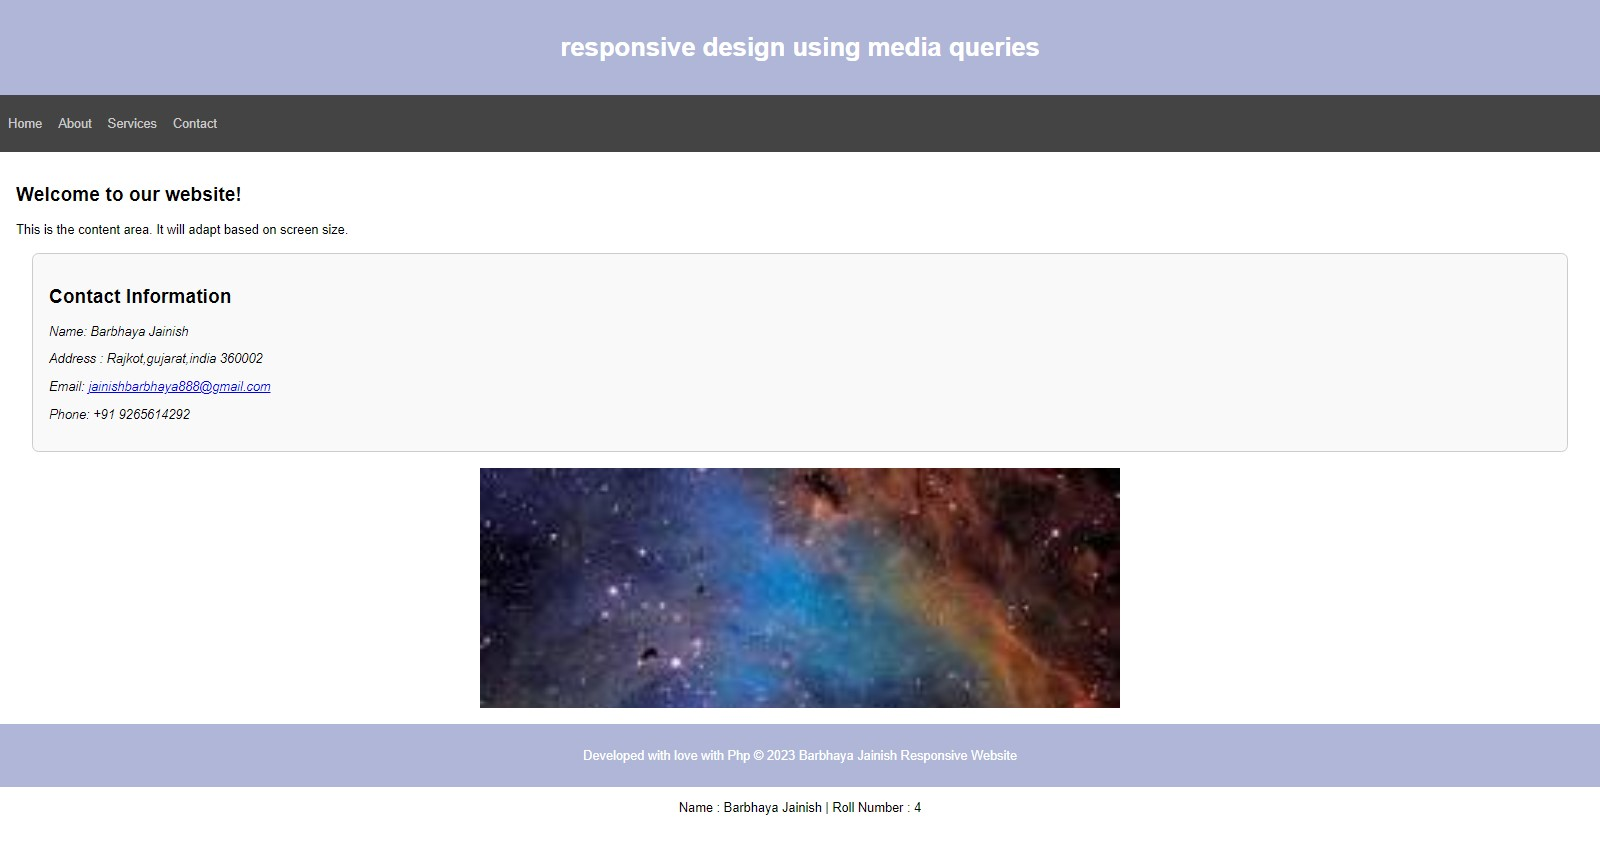 responsive design using media queries
Home About Services Contact
Welcome to our website!
This is the content area. It will adapt based on screen size.
Contact Information
Name: Barbhaya Jainish
Address : Rajkot,gujarat,india 360002
Email: jainishbarbhaya888@gmail.com
Phone: +91 9265614292
Developed with love with Php © 2023 Barbhaya Jainish Responsive Website
Name : Barbhaya Jainish | Roll Number : 4